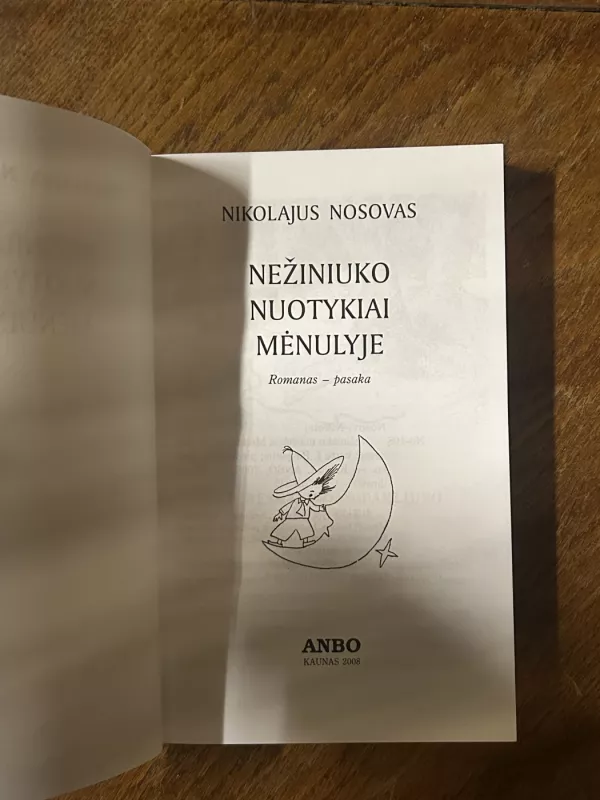 NIKOLAJUS NOSOVAS
NEŽINIUKO
NUOTYKIAI
MĖNULYJE
Romanas – pasaka
ANBO
KAUNAS 2008